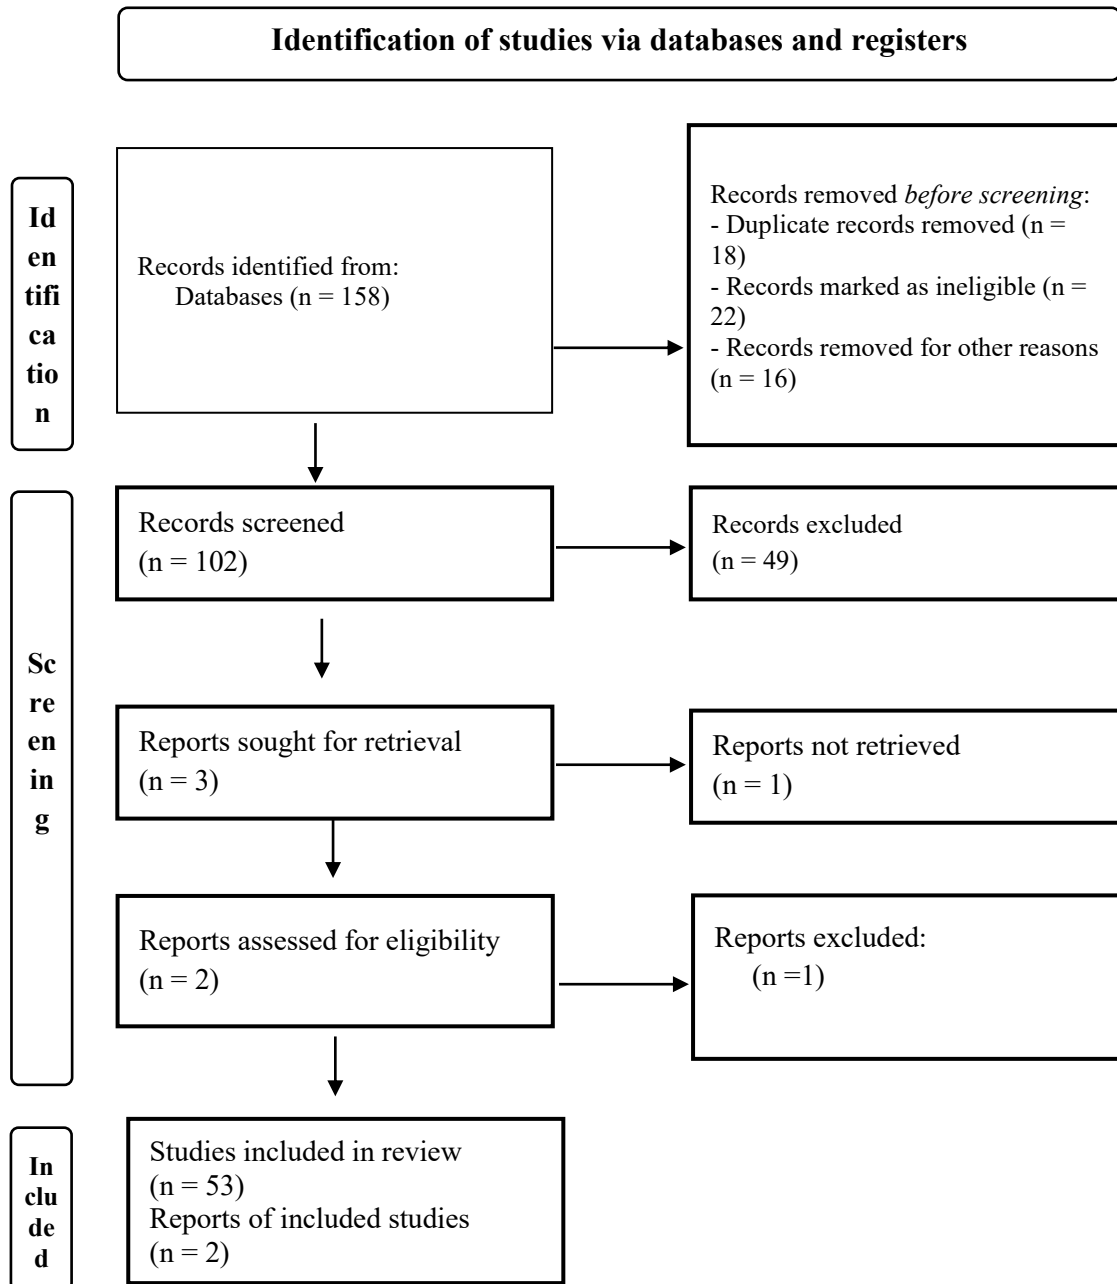 Identification of studies via databases and registers
Id
en
tifi
ca
tio
n
Records identified from:
Databases (n = 158)
Records removed before screening:
- Duplicate records removed (n =
18)
- Records marked as ineligible (n =
22)
- Records removed for other reasons
(n = 16)
Sc
re
en
in
g
Records screened
(n = 102)
Records excluded
(n = 49)
Reports sought for retrieval
(n = 3)
Reports not retrieved
(n = 1)
Reports assessed for eligibility
(n = 2)
Reports excluded:
(n =1)
In
clu
de
d
Studies included in review
(n = 53)
Reports of included studies
(n = 2)